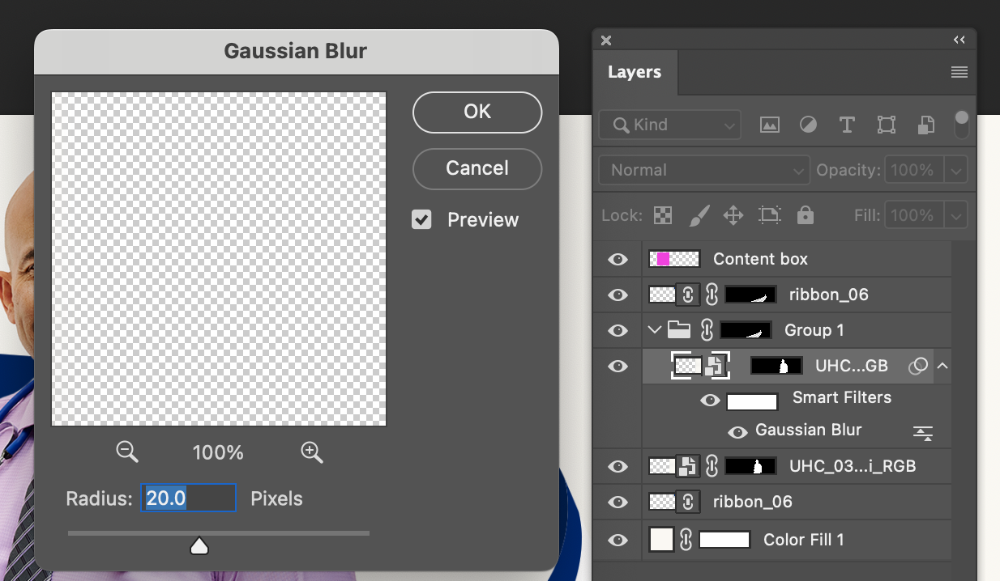 Gaussian Blur
OK
Cancel
Preview
100%
Radius: 20.0 Pixels
Layers
Kind
Normal Opacity: 100%
Lock: Fill: 100%
Content box
ribbon_06
Group 1
UHC...GB
Smart Filters
Gaussian Blur
UHC_03...i_RGB
ribbon_06
Color Fill 1